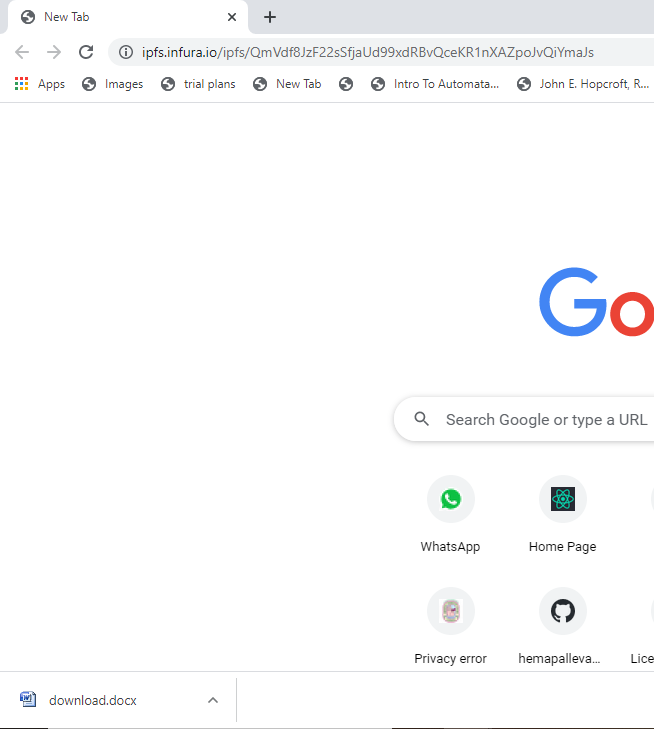 New Tab
ipfs.infura.io/ipfs/QmVdf8JzF22sSfjaUd99xdRBvQceKR1nXAZpoJvQiYmaJs
Apps Images trial plans New Tab Intro To Automata... John E. Hopcroft, R...
Go
Search Google or type a URL
WhatsApp Home Page
Privacy error hemapalleva... Lice
download.docx